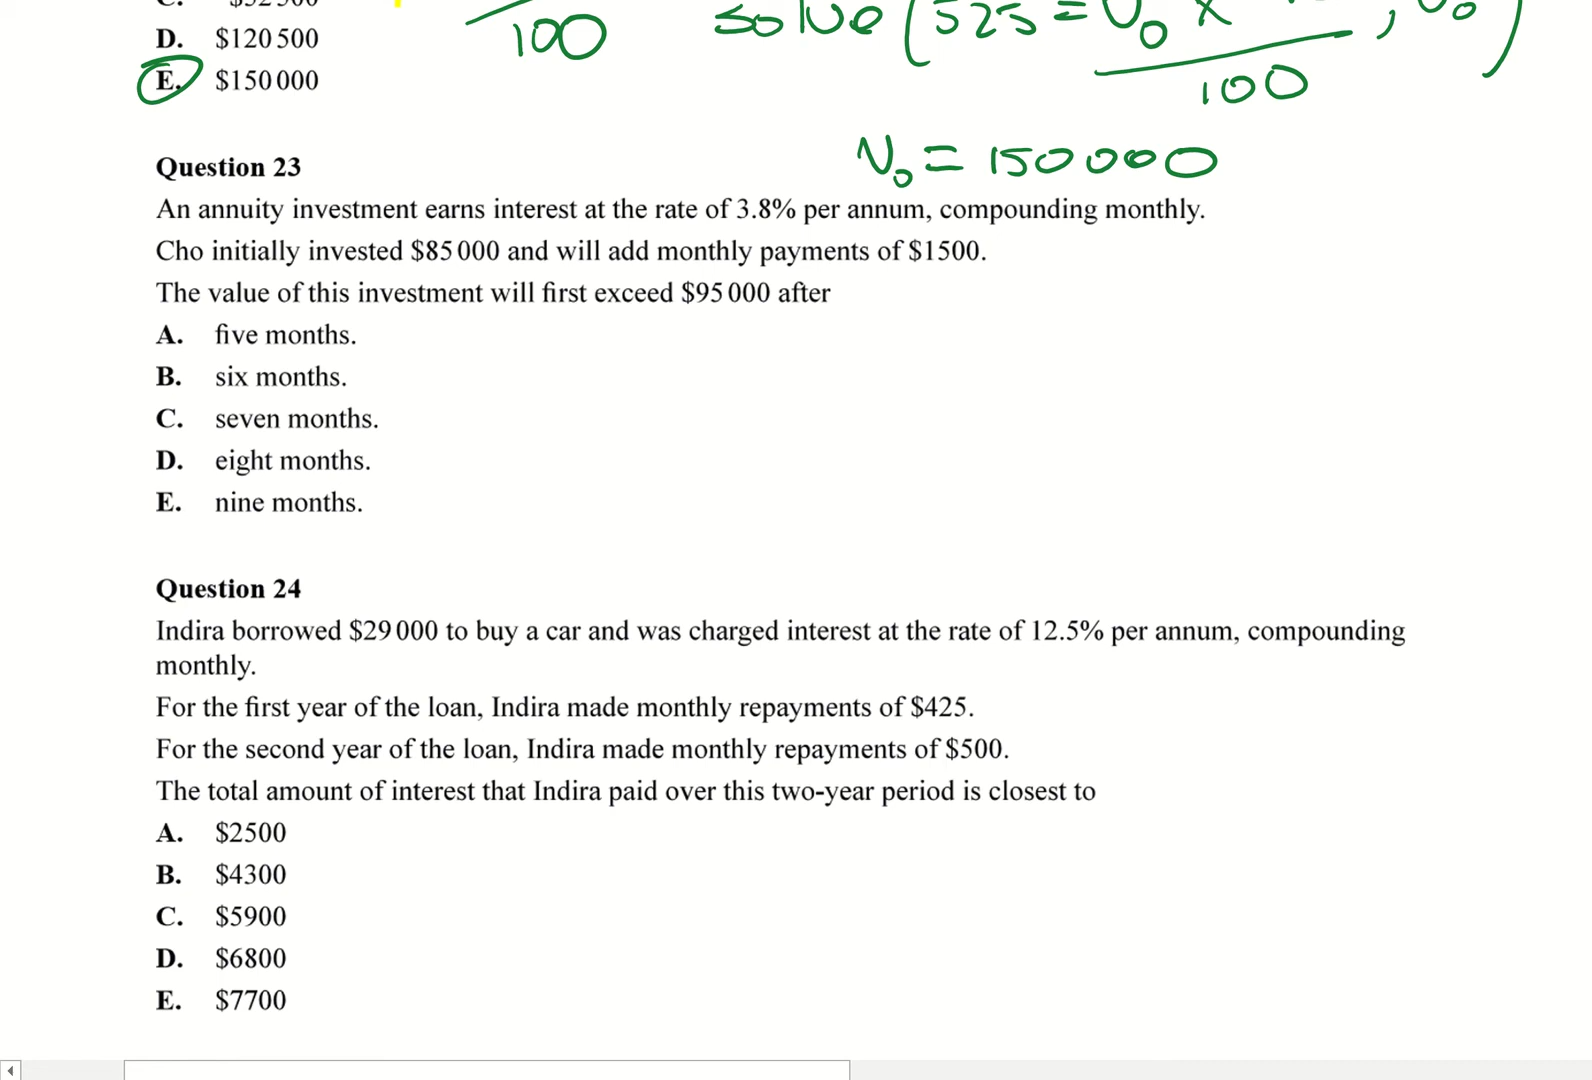 C. $52 500
D. $120 500
E. $150 000
100
solve(525 = V0 ×
100
, V0)
V0 = 150000
Question 23
An annuity investment earns interest at the rate of 3.8% per annum, compounding monthly.
Cho initially invested $85 000 and will add monthly payments of $1500.
The value of this investment will first exceed $95 000 after
A. five months.
B. six months.
C. seven months.
D. eight months.
E. nine months.
Question 24
Indira borrowed $29 000 to buy a car and was charged interest at the rate of 12.5% per annum, compounding
monthly.
For the first year of the loan, Indira made monthly repayments of $425.
For the second year of the loan, Indira made monthly repayments of $500.
The total amount of interest that Indira paid over this two-year period is closest to
A. $2500
B. $4300
C. $5900
D. $6800
E. $7700